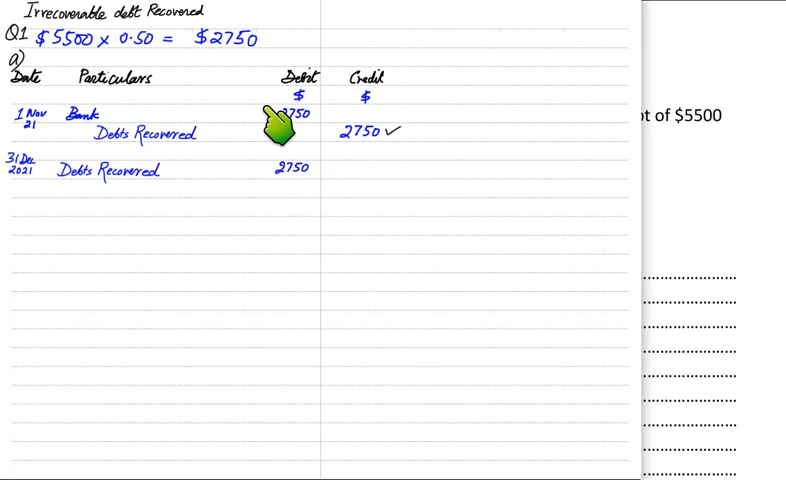 Irrecoverable debt Recovered
Q1 $5500 x 0.50 = $2750
a)
Date Particulars Debit Credit
$ $
1 Nov 21 Bank 2750
Debts Recovered 2750 ✓
31 Dec 2021 Debts Recovered 2750
of $5500